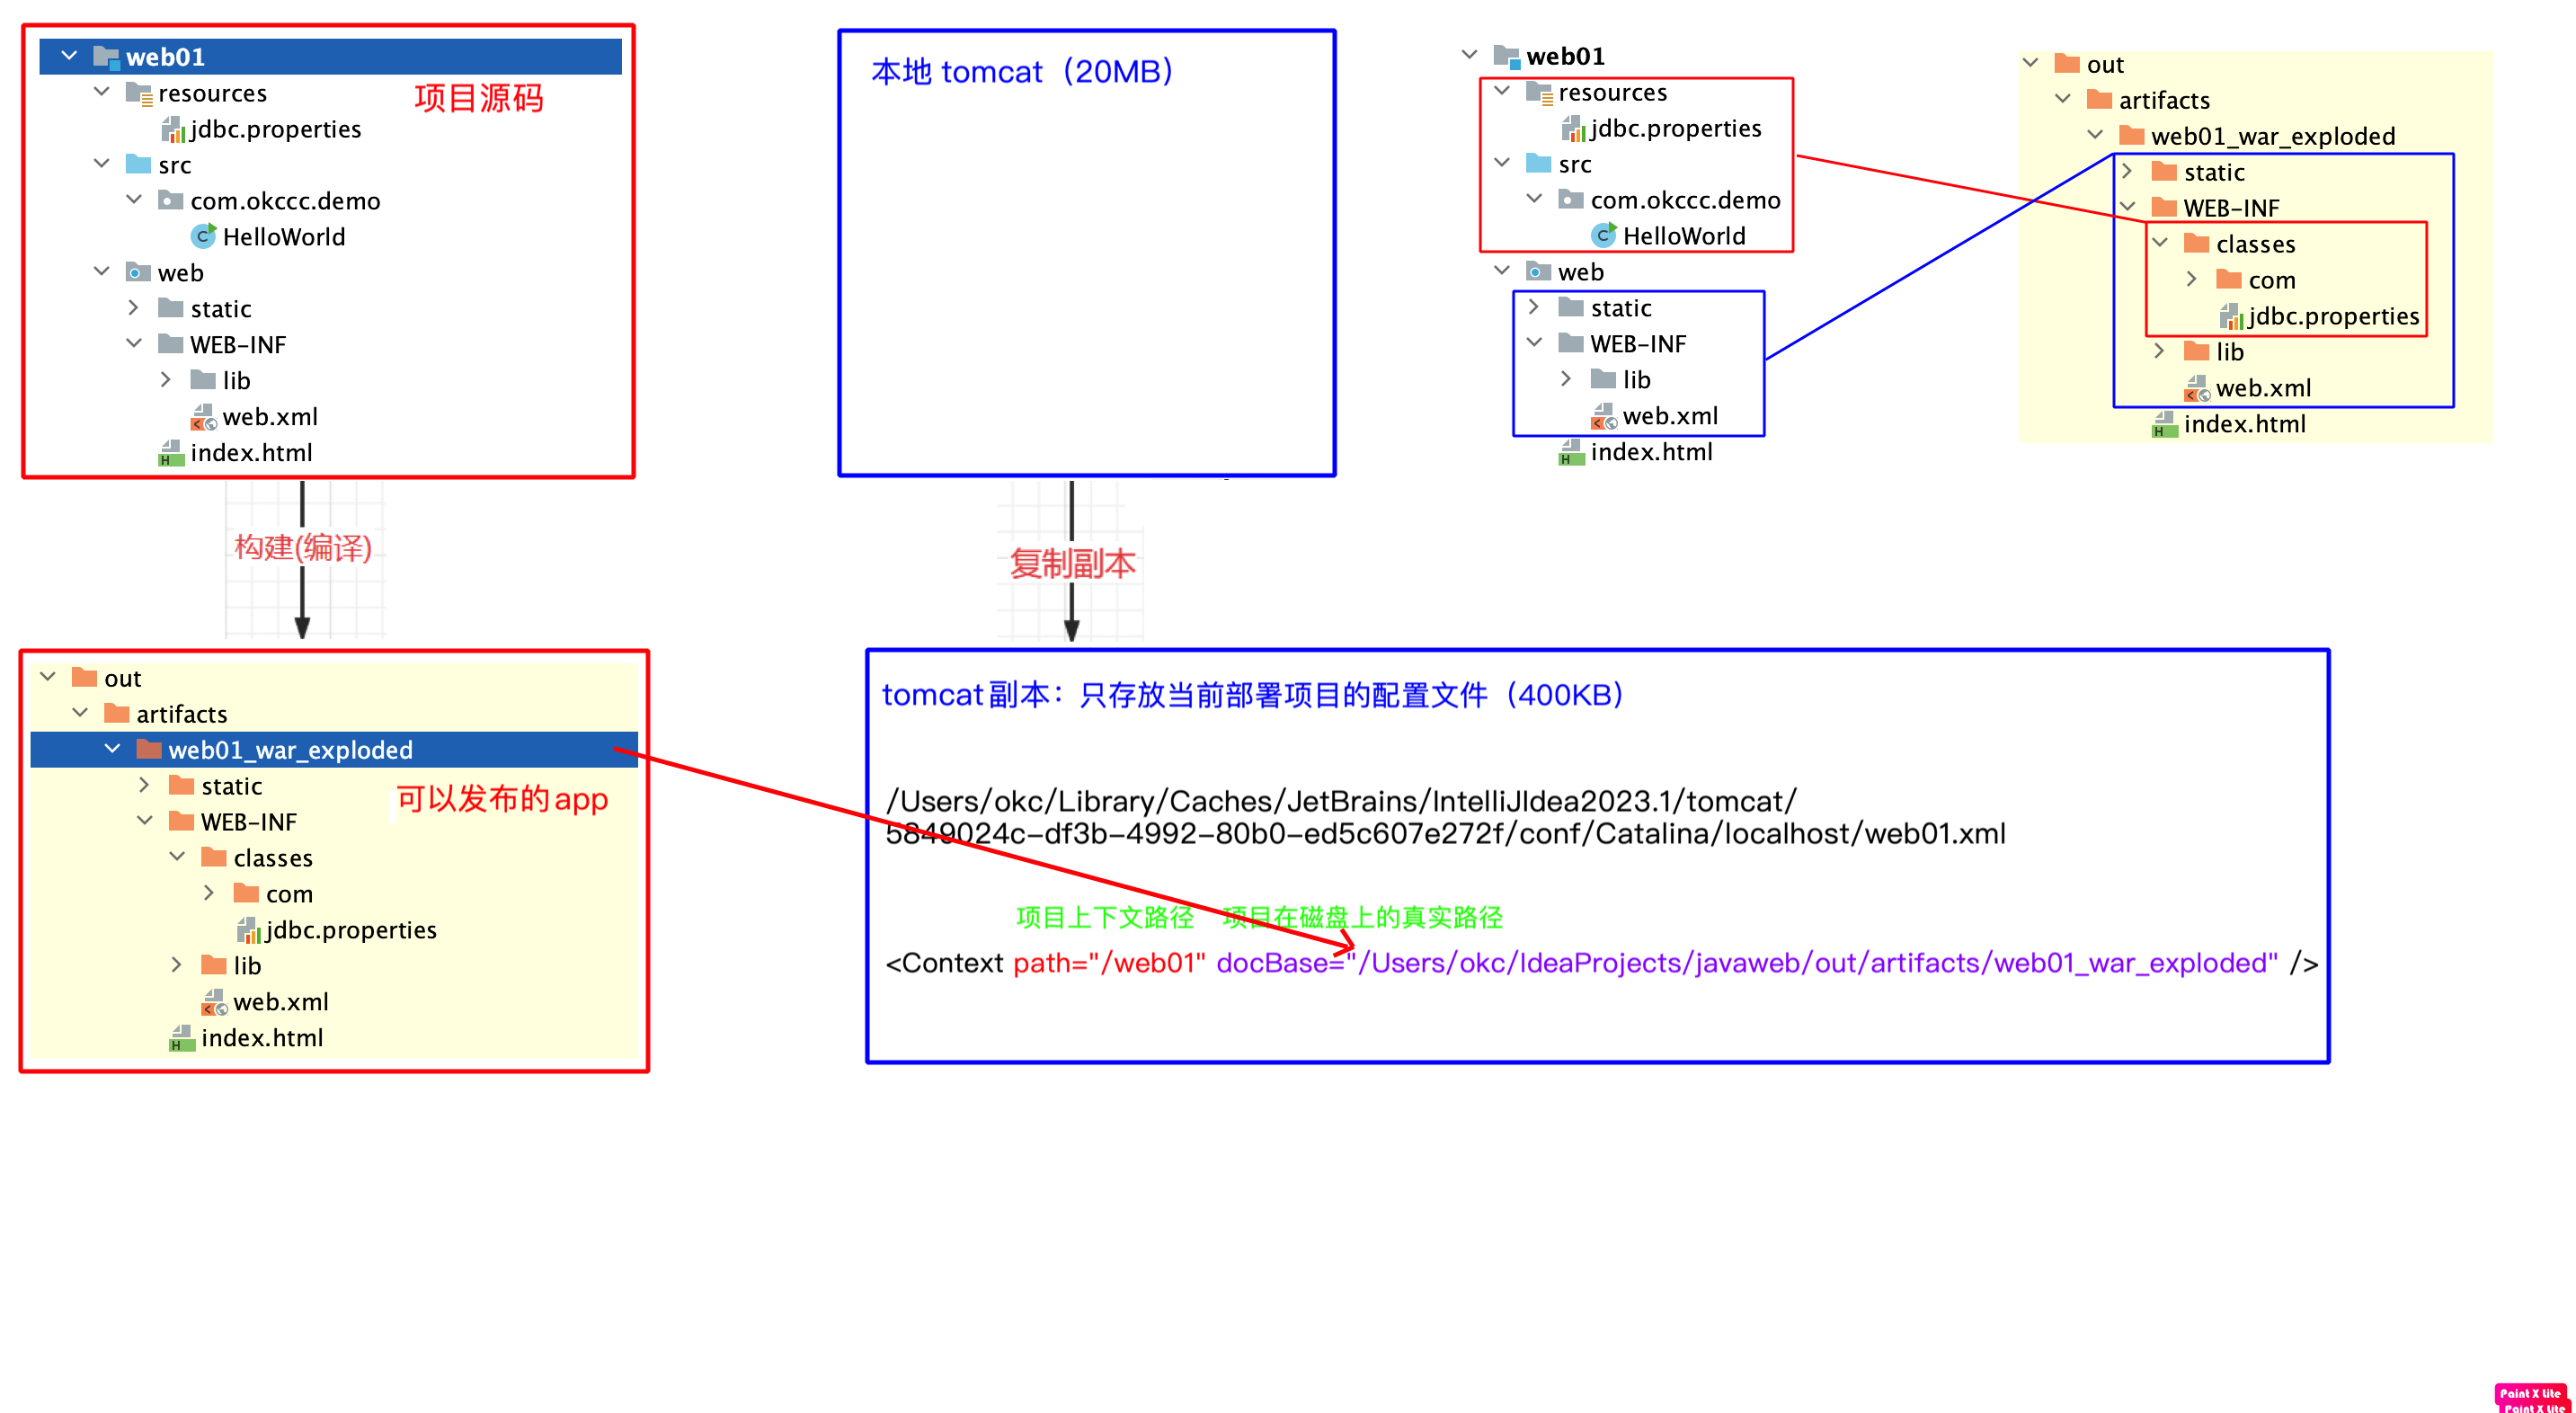 web01
resources
项目源码
jdbc.properties
src
com.okccc.demo
HelloWorld
web
static
WEB-INF
lib
web.xml
index.html
本地 tomcat（20MB）
web01
resources
jdbc.properties
src
com.okccc.demo
HelloWorld
web
static
WEB-INF
lib
web.xml
index.html
out
artifacts
web01_war_exploded
static
WEB-INF
classes
com
jdbc.properties
lib
web.xml
index.html
构建(编译)
复制副本
out
artifacts
web01_war_exploded
static
可以发布的app
WEB-INF
classes
com
jdbc.properties
lib
web.xml
index.html
tomcat副本：只存放当前部署项目的配置文件（400KB）
/Users/okc/Library/Caches/JetBrains/IntelliJIdea2023.1/tomcat/
5849024c-df3b-4992-80b0-ed5c607e272f/conf/Catalina/localhost/web01.xml
项目上下文路径 项目在磁盘上的真实路径
<Context path="/web01" docBase="/Users/okc/IdeaProjects/javaweb/out/artifacts/web01_war_exploded" />
Paint X Lite
Paint X Lite